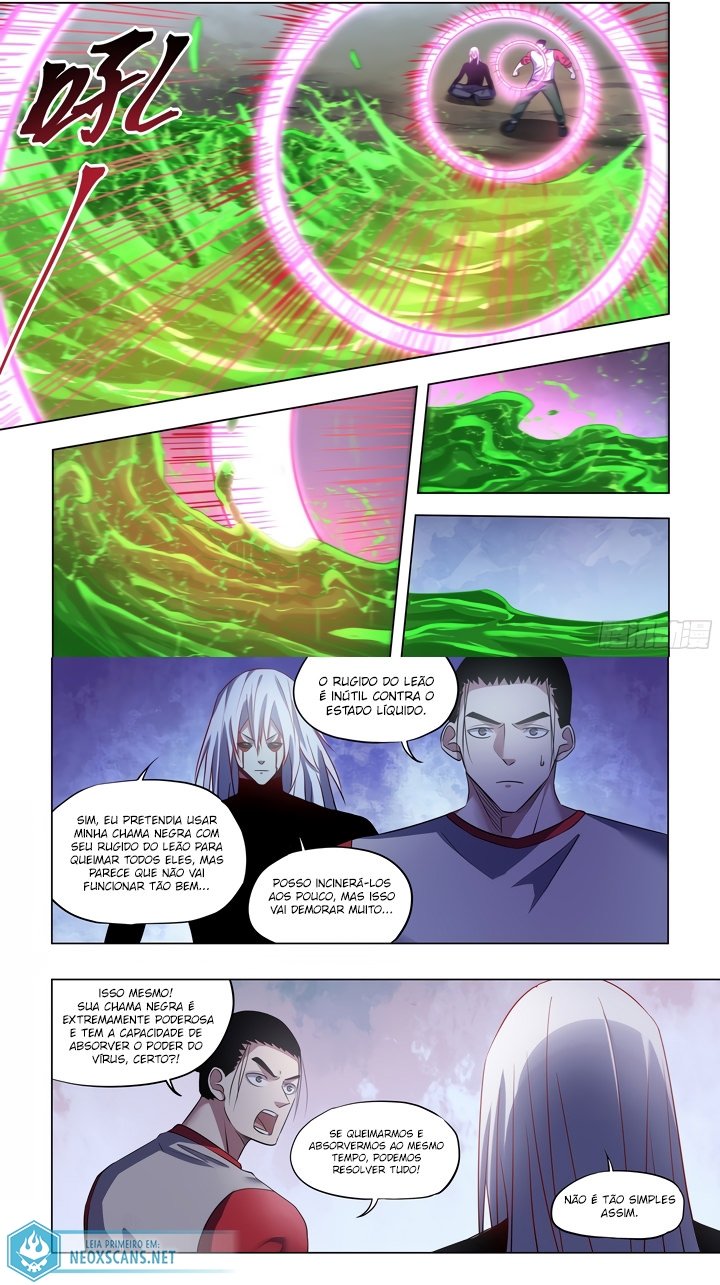 吼
O RUGIDO DO LEÃO
É INÚTIL CONTRA O
ESTADO LÍQUIDO.
SIM, EU PRETENDIA USAR
MINHA CHAMA NEGRA COM
SEU RUGIDO DO LEÃO PARA
QUEIMAR TODOS ELES, MAS
PARECE QUE NÃO VAI
FUNCIONAR TÃO BEM...
POSSO INCINERÁ-LOS
AOS POUCO, MAS ISSO
VAI DEMORAR MUITO...
ISSO MESMO!
SUA CHAMA NEGRA É
EXTREMAMENTE PODEROSA
E TEM A CAPACIDADE DE
ABSORVER O PODER DO
VÍRUS, CERTO?!
SE QUEIMARMOS E
ABSORVERMOS AO MESMO
TEMPO, PODEMOS
RESOLVER TUDO!
NÃO É TÃO SIMPLES
ASSIM.
LEIA PRIMEIRO EM:
NEOXSCANS.NET